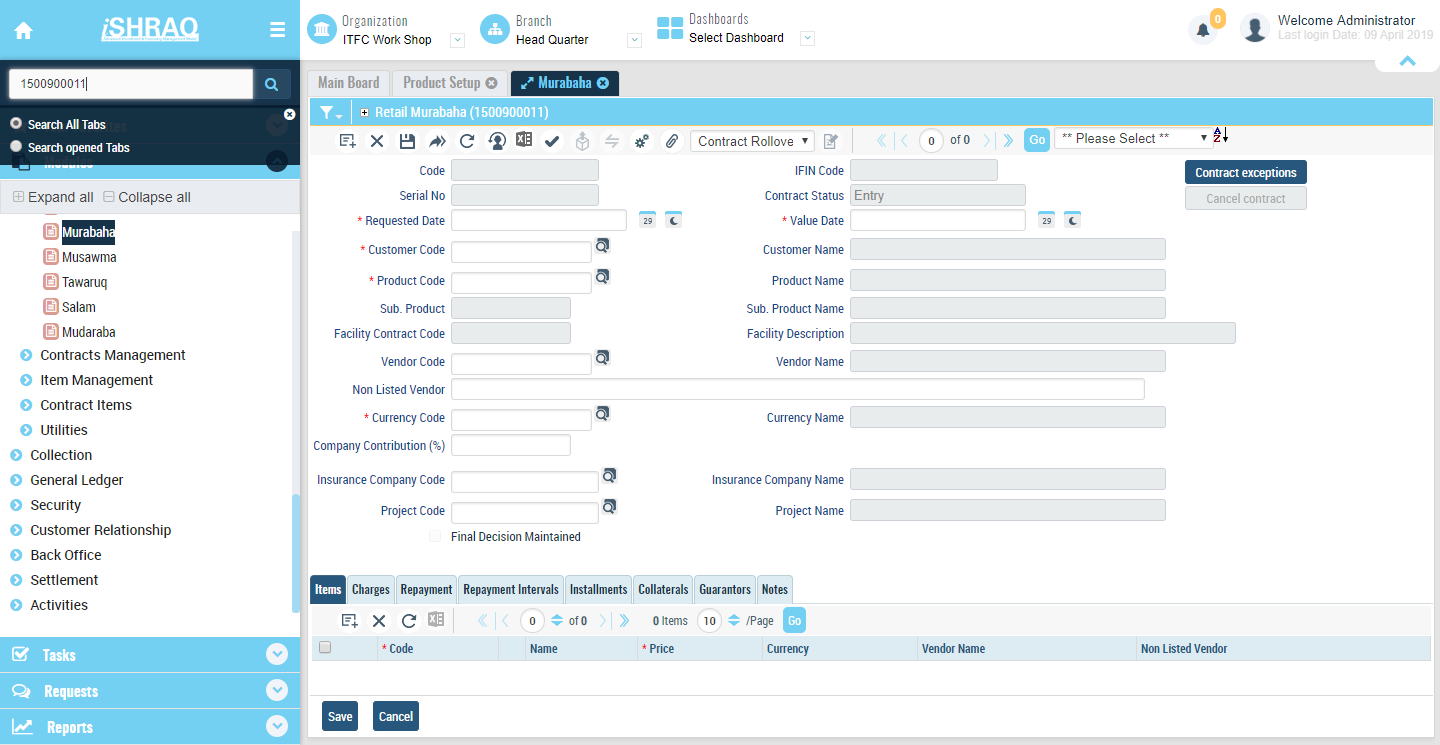 iSHRAQ
Organization
ITFC Work Shop
Branch
Head Quarter
Dashboards
Select Dashboard
0
Welcome Administrator
Last login Date: 09 April 2019
1500900011
Search All Tabs
Search opened Tabs
Modules
Expand all
Collapse all
Murabaha
Musawma
Tawaruq
Salam
Mudaraba
Contracts Management
Item Management
Contract Items
Utilities
Collection
General Ledger
Security
Customer Relationship
Back Office
Settlement
Activities
Tasks
Requests
Reports
Main Board
Product Setup
Murabaha
Retail Murabaha (1500900011)
Contract Rollove
0 of 0
Go
** Please Select **
A
Z
Code
IFIN Code
Contract exceptions
Serial No
Contract Status
Entry
Cancel contract
* Requested Date
29
* Value Date
29
* Customer Code
Customer Name
* Product Code
Product Name
Sub. Product
Sub. Product Name
Facility Contract Code
Facility Description
Vendor Code
Vendor Name
Non Listed Vendor
* Currency Code
Currency Name
Company Contribution (%)
Insurance Company Code
Insurance Company Name
Project Code
Project Name
Final Decision Maintained
Items
Charges
Repayment
Repayment Intervals
Installments
Collaterals
Guarantors
Notes
0 of 0
0 Items
10 /Page
Go
* Code
Name
* Price
Currency
Vendor Name
Non Listed Vendor
Save
Cancel